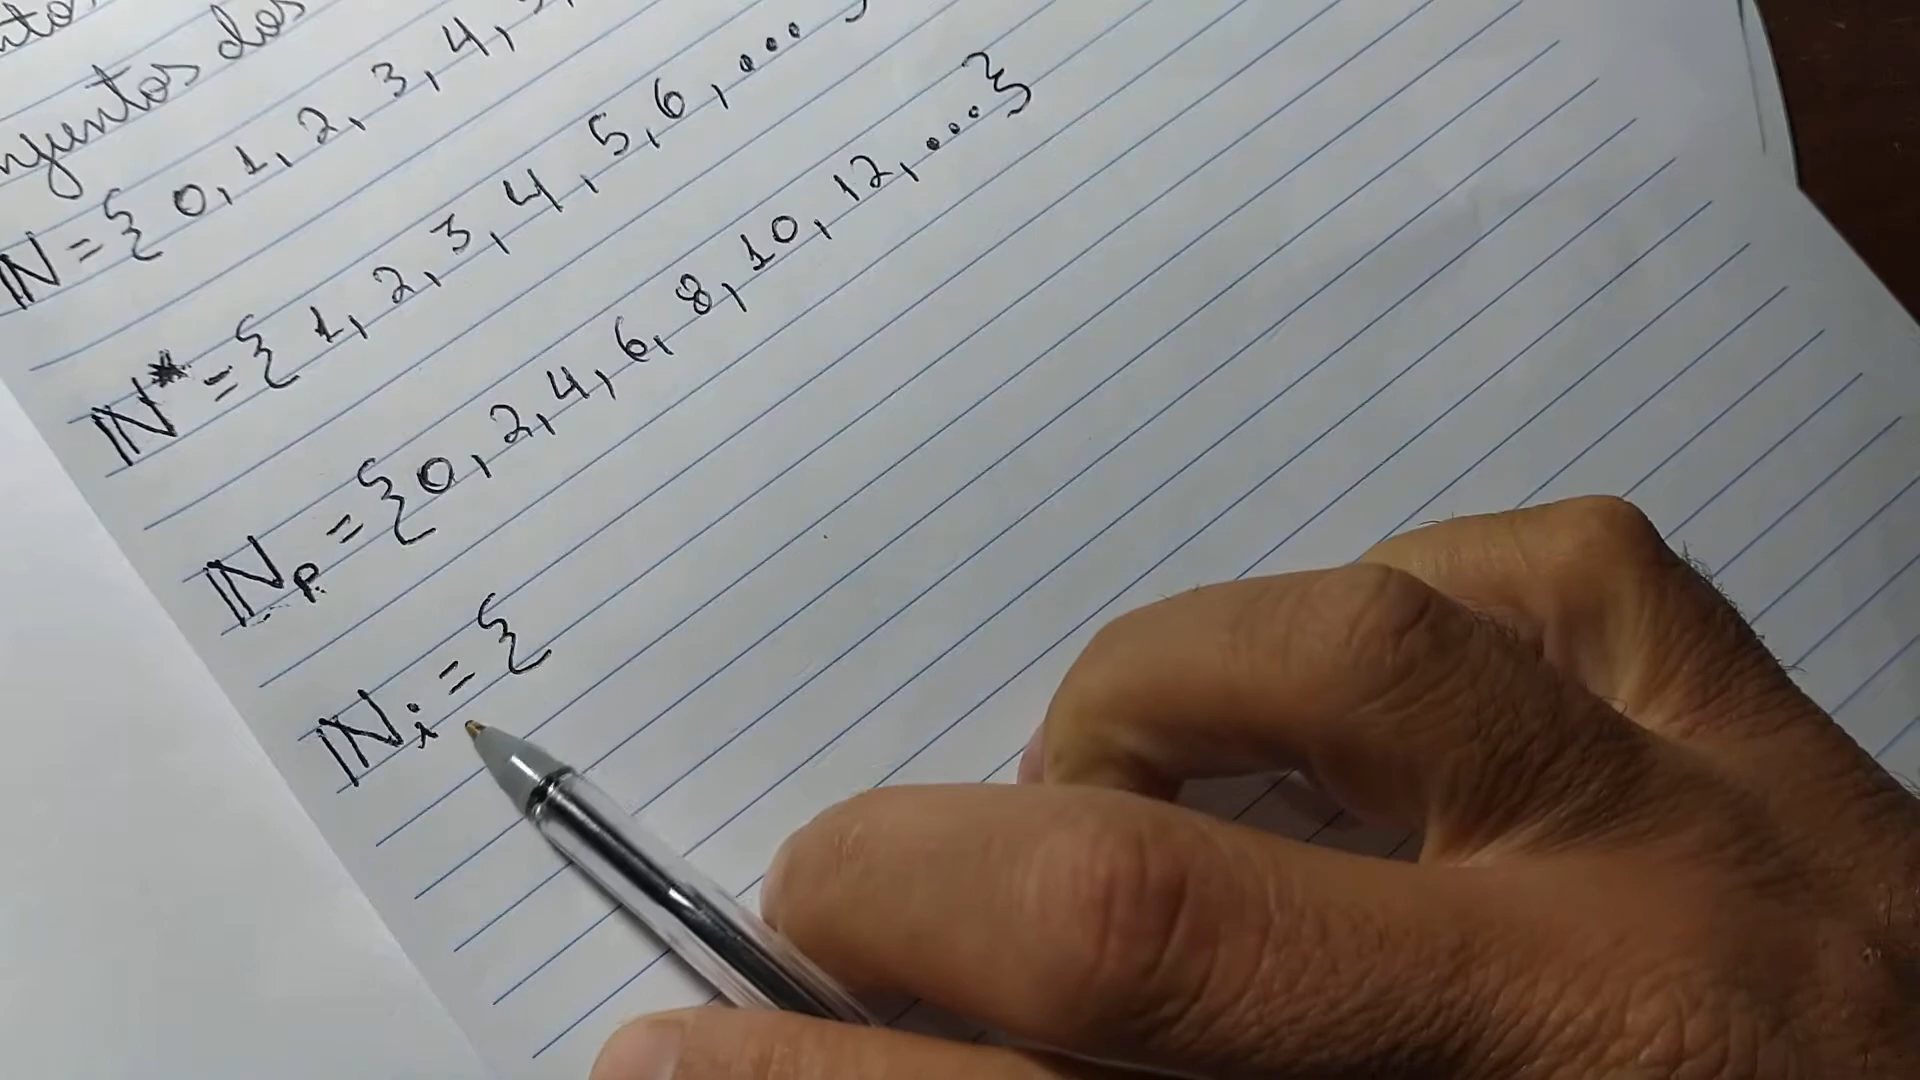 dos
ℕ = { 0, 1, 2, 3, 4,
ℕ* = { 1, 2, 3, 4, 5, 6, ... }
ℕₚ = {0, 2, 4, 6, 8, 10, 12, ...}
ℕᵢ = {